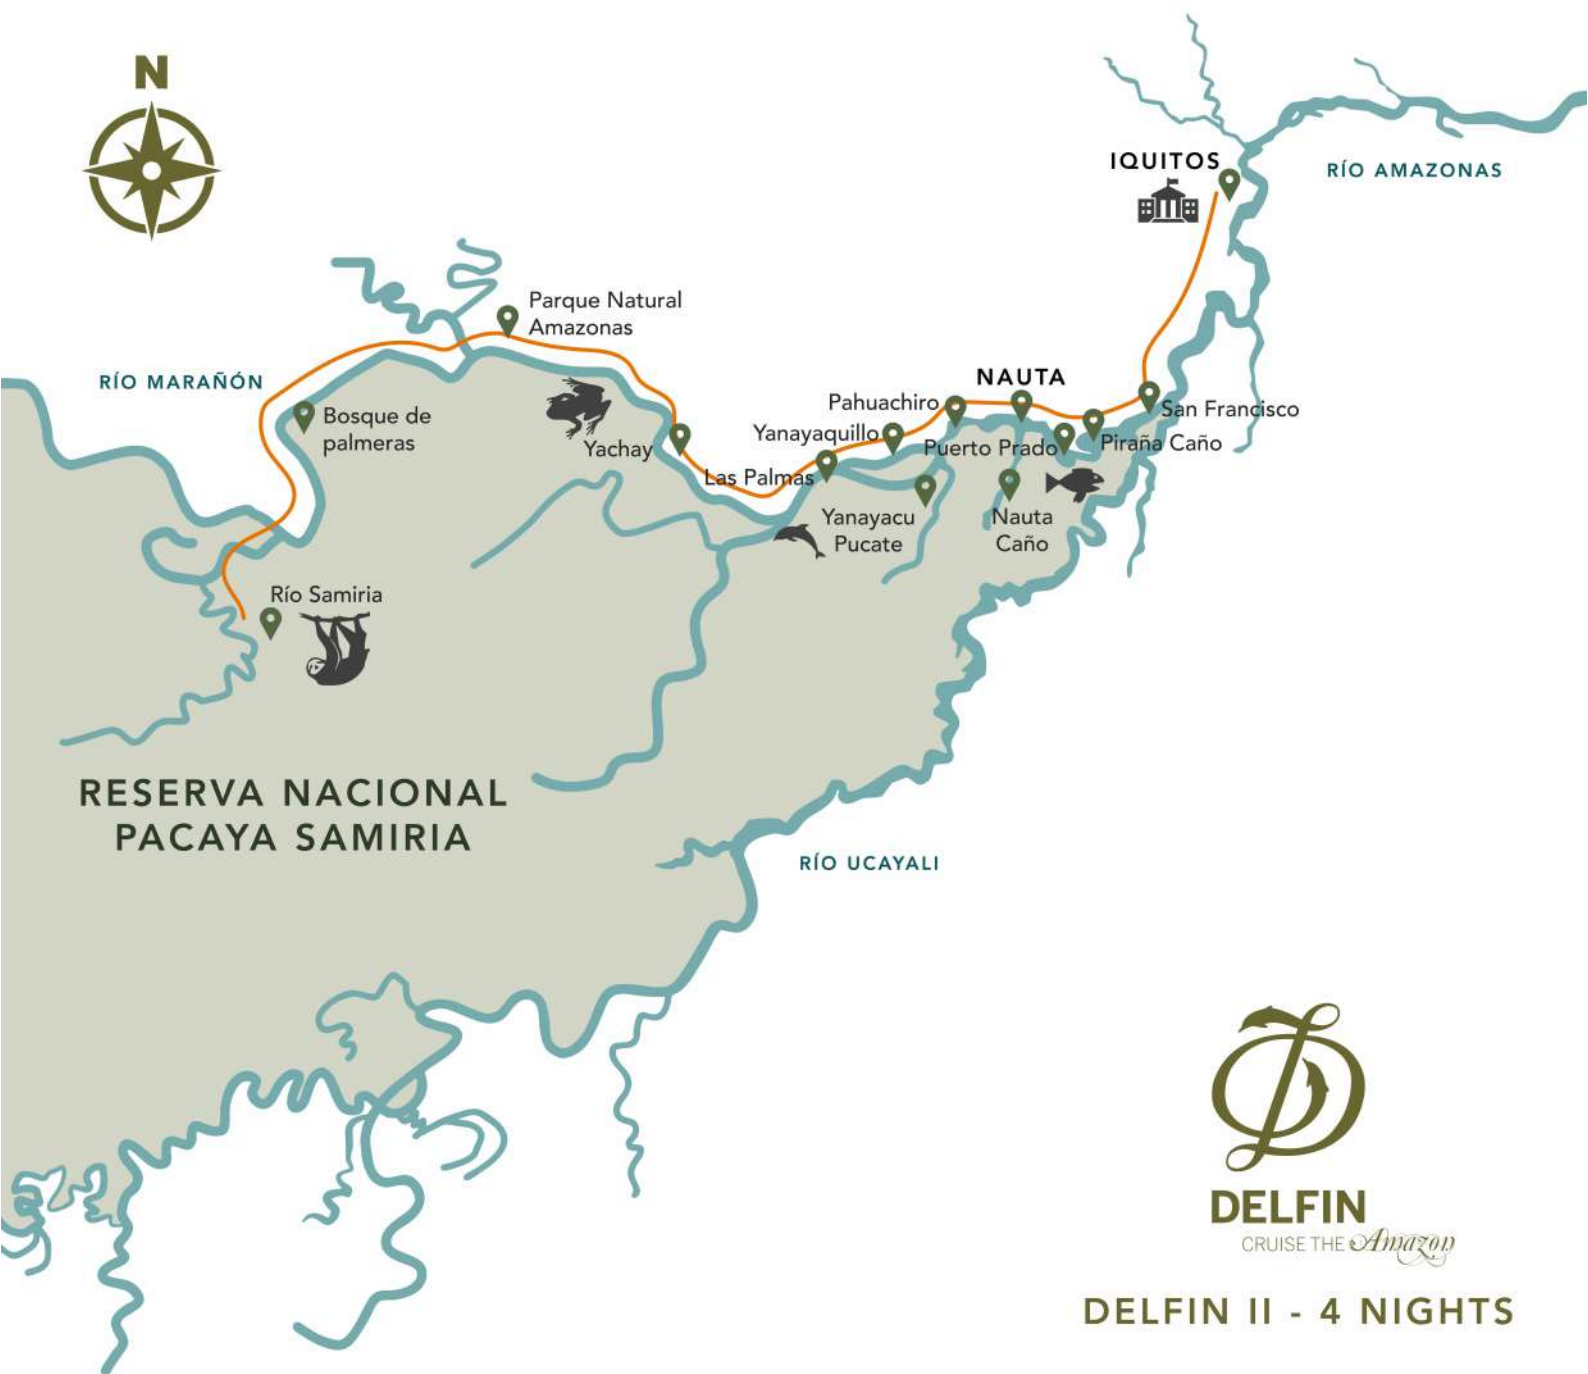 N
IQUITOS
RÍO AMAZONAS
Parque Natural
Amazonas
RÍO MARAÑÓN
NAUTA
Bosque de
palmeras
Pahuachiro
San Francisco
Yanayaquillo
Yachay
Puerto Prado
Piraña Caño
Las Palmas
Yanayacu
Pucate
Nauta
Caño
Río Samiria
RESERVA NACIONAL
PACAYA SAMIRIA
RÍO UCAYALI
DELFIN
CRUISE THE Amazon
DELFIN II - 4 NIGHTS